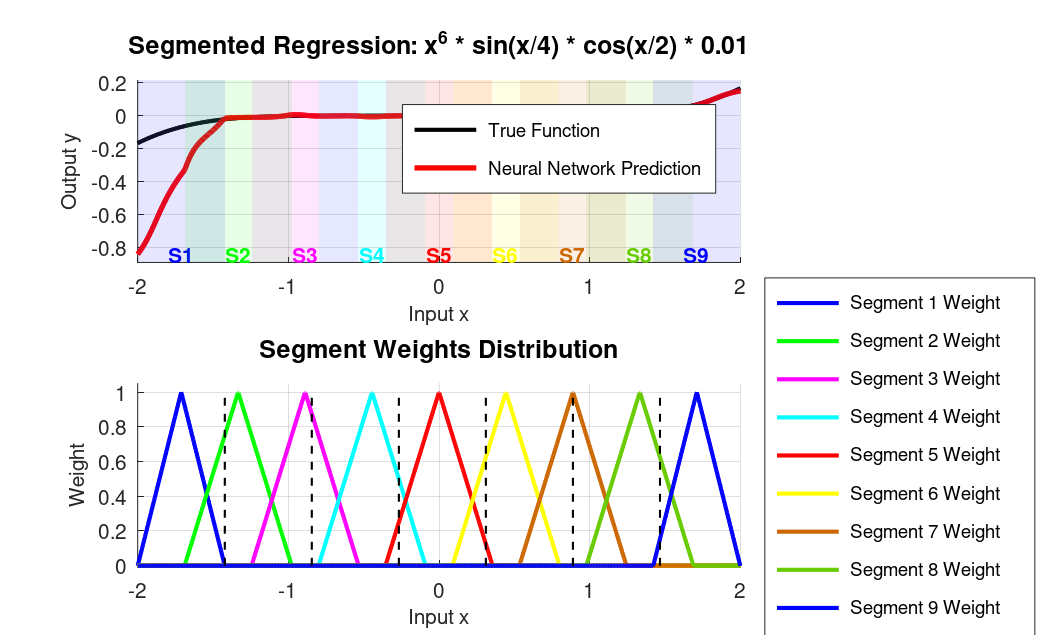 Segmented Regression: x^6 * sin(x/4) * cos(x/2) * 0.01
Output y
0.2
0
-0.2
-0.4
-0.6
-0.8
True Function
Neural Network Prediction
S1 S2 S3 S4 S5 S6 S7 S8 S9
-2 -1 0 1 2
Input x
Segment Weights Distribution
Weight
1
0.8
0.6
0.4
0.2
0
-2 -1 0 1 2
Input x
Segment 1 Weight
Segment 2 Weight
Segment 3 Weight
Segment 4 Weight
Segment 5 Weight
Segment 6 Weight
Segment 7 Weight
Segment 8 Weight
Segment 9 Weight